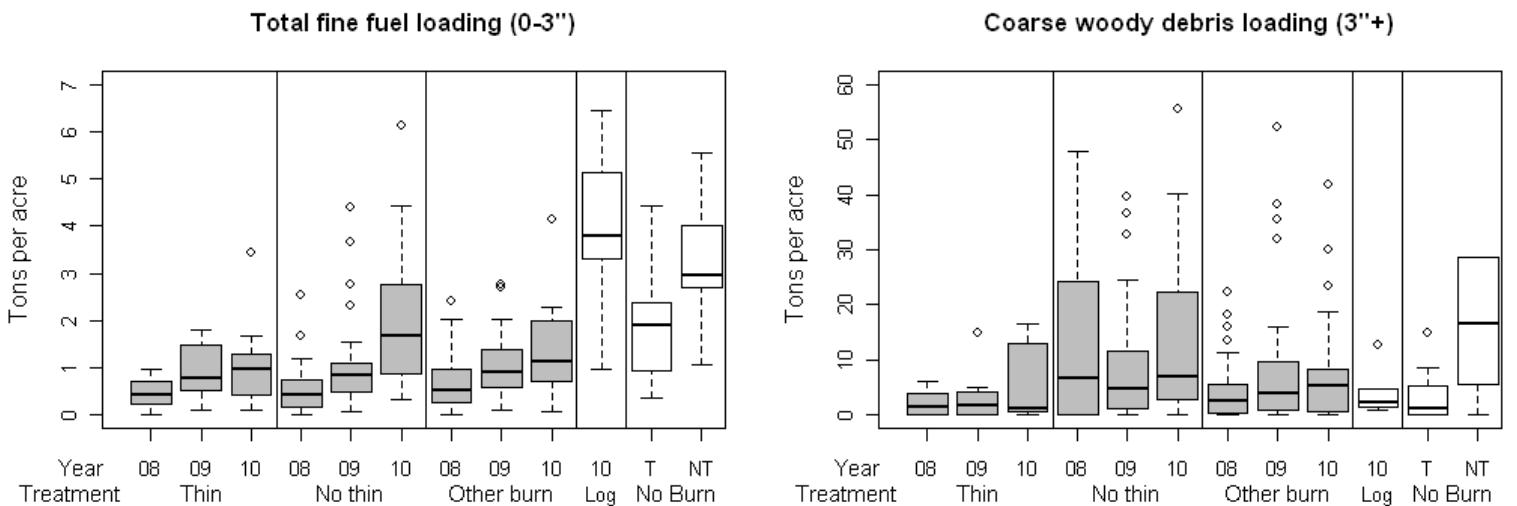 Total fine fuel loading (0-3")
Tons per acre
7
6
5
4
3
2
1
0
Year 08 09 10 08 09 10 08 09 10 10 T NT
Treatment Thin No thin Other burn Log No Burn
Coarse woody debris loading (3"+)
Tons per acre
60
50
40
30
20
10
0
Year 08 09 10 08 09 10 08 09 10 10 T NT
Treatment Thin No thin Other burn Log No Burn